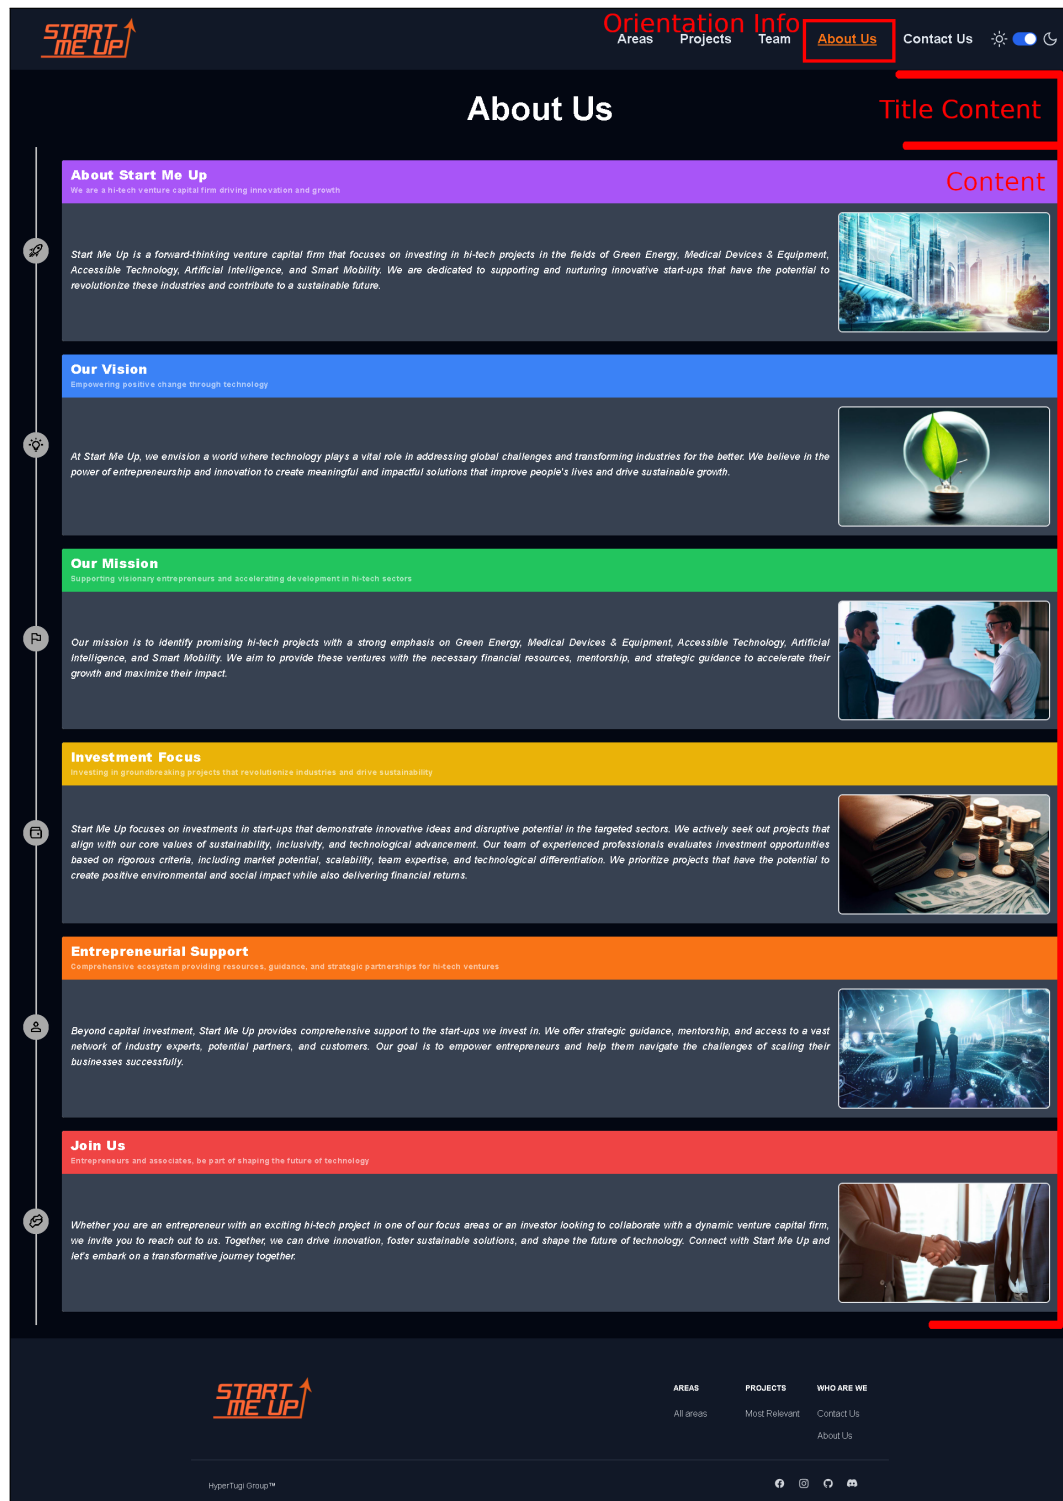 START
ME UP
Orientation Info
Areas Projects Team About Us Contact Us
About Us
Title Content
About Start Me Up
We are a hi-tech venture capital firm driving innovation and growth
Content
Start Me Up is a forward-thinking venture capital firm that focuses on investing in hi-tech projects in the fields of Green Energy, Medical Devices & Equipment,
Accessible Technology, Artificial Intelligence, and Smart Mobility. We are dedicated to supporting and nurturing innovative start-ups that have the potential to
revolutionize these industries and contribute to a sustainable future.
Our Vision
Empowering positive change through technology
At Start Me Up, we envision a world where technology plays a vital role in addressing global challenges and transforming industries for the better. We believe in the
power of entrepreneurship and innovation to create meaningful and impactful solutions that improve people's lives and drive sustainable growth.
Our Mission
Supporting visionary entrepreneurs and accelerating development in hi-tech sectors
Our mission is to identify promising hi-tech projects with a strong emphasis on Green Energy, Medical Devices & Equipment, Accessible Technology, Artificial
Intelligence, and Smart Mobility. We aim to provide these ventures with the necessary financial resources, mentorship, and strategic guidance to accelerate their
growth and maximize their impact.
Investment Focus
Investing in groundbreaking projects that revolutionize industries and drive sustainability
Start Me Up focuses on investments in start-ups that demonstrate innovative ideas and disruptive potential in the targeted sectors. We actively seek out projects that
align with our core values of sustainability, inclusivity, and technological advancement. Our team of experienced professionals evaluates investment opportunities
based on rigorous criteria, including market potential, scalability, team expertise, and technological differentiation. We prioritize projects that have the potential to
create positive environmental and social impact while also delivering financial returns.
Entrepreneurial Support
Comprehensive ecosystem providing resources, guidance, and strategic partnerships for hi-tech ventures
Beyond capital investment, Start Me Up provides comprehensive support to the start-ups we invest in. We offer strategic guidance, mentorship, and access to a vast
network of industry experts, potential partners, and customers. Our goal is to empower entrepreneurs and help them navigate the challenges of scaling their
businesses successfully.
Join Us
Entrepreneurs and associates, be part of shaping the future of technology
Whether you are an entrepreneur with an exciting hi-tech project in one of our focus areas or an investor looking to collaborate with a dynamic venture capital firm,
we invite you to reach out to us. Together, we can drive innovation, foster sustainable solutions, and shape the future of technology. Connect with Start Me Up and
let's embark on a transformative journey together.
START
ME UP
AREAS PROJECTS WHO ARE WE
All areas Most Relevant Contact Us
About Us
HyperTugi Group™